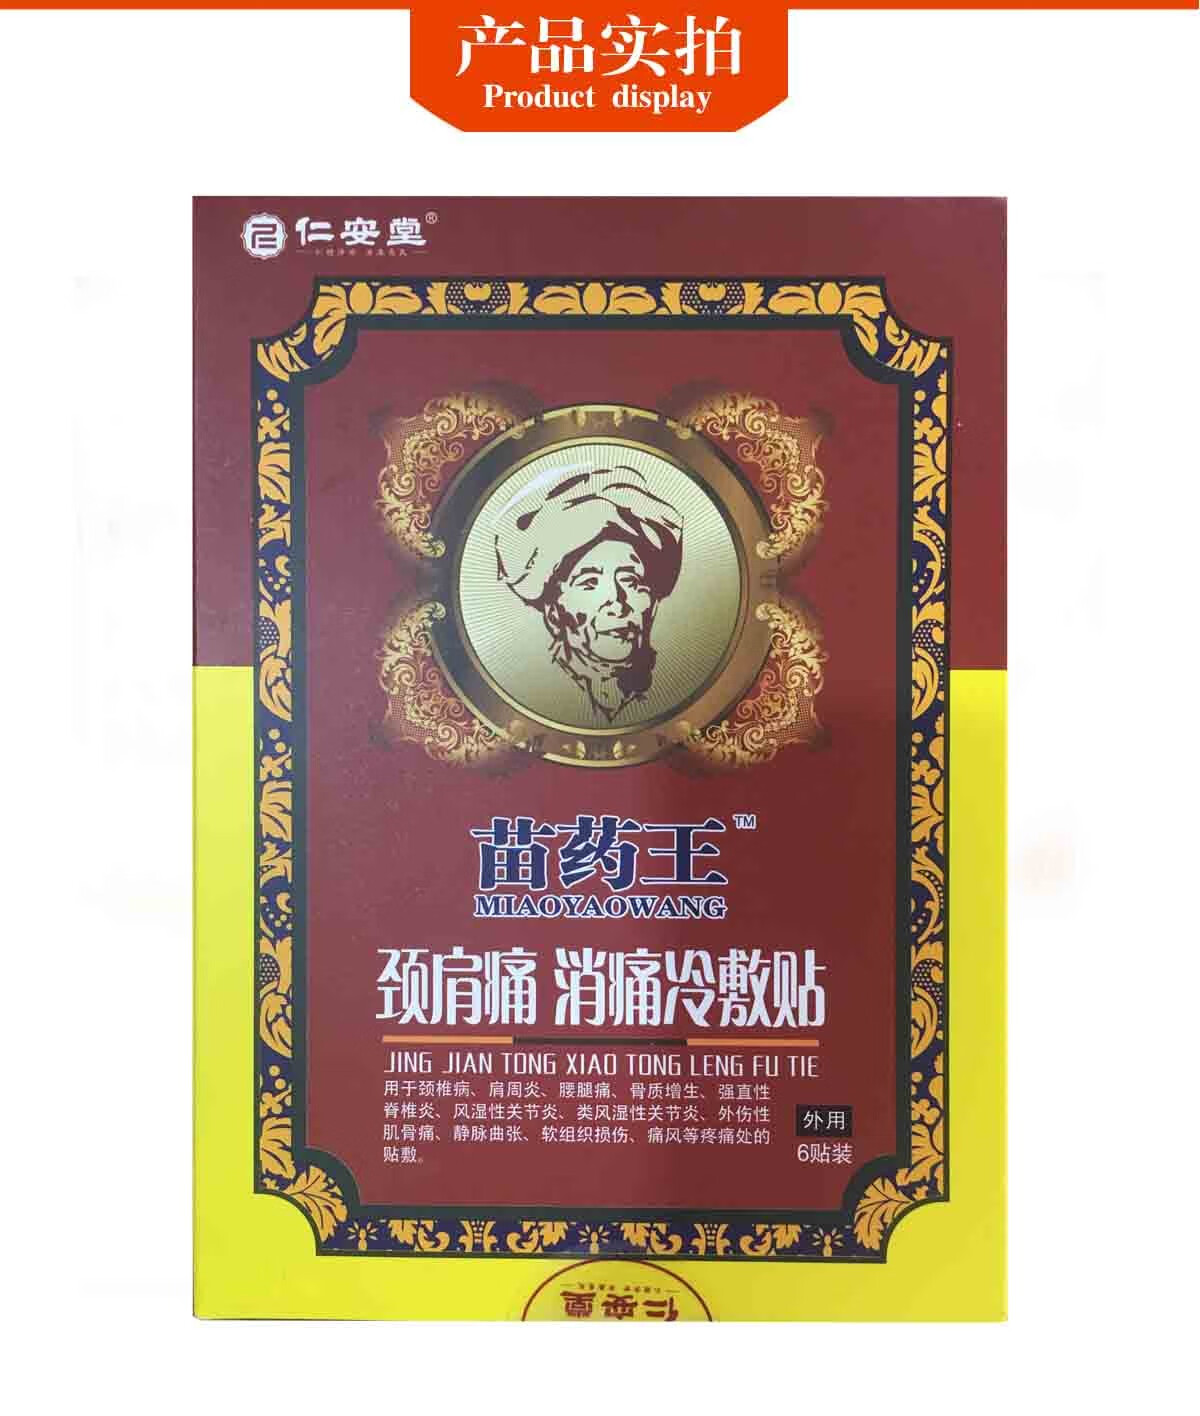 产品实拍
Product display
仁安堂®
苗药王™
MIAOYAOWANG
颈肩痛 消痛冷敷贴
JING JIAN TONG XIAO TONG LENG FU TIE
用于颈椎病、肩周炎、腰腿痛、骨质增生、强直性
脊椎炎、风湿性关节炎、类风湿性关节炎、外伤性
肌骨痛、静脉曲张、软组织损伤、痛风等疼痛处的
贴敷。
外用
6贴装
仁安堂